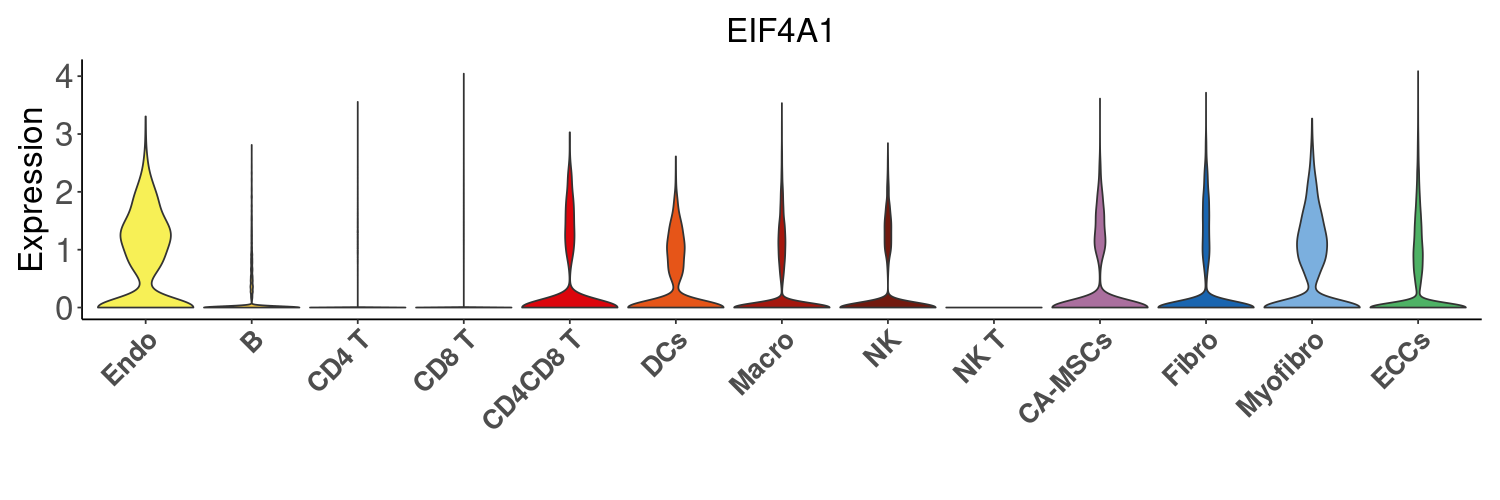 EIF4A1
Expression
4
3
2
1
0
Endo
B
CD4 T
CD8 T
CD4CD8 T
DCs
Macro
NK
NK T
CA-MSCs
Fibro
Myofibro
ECCs